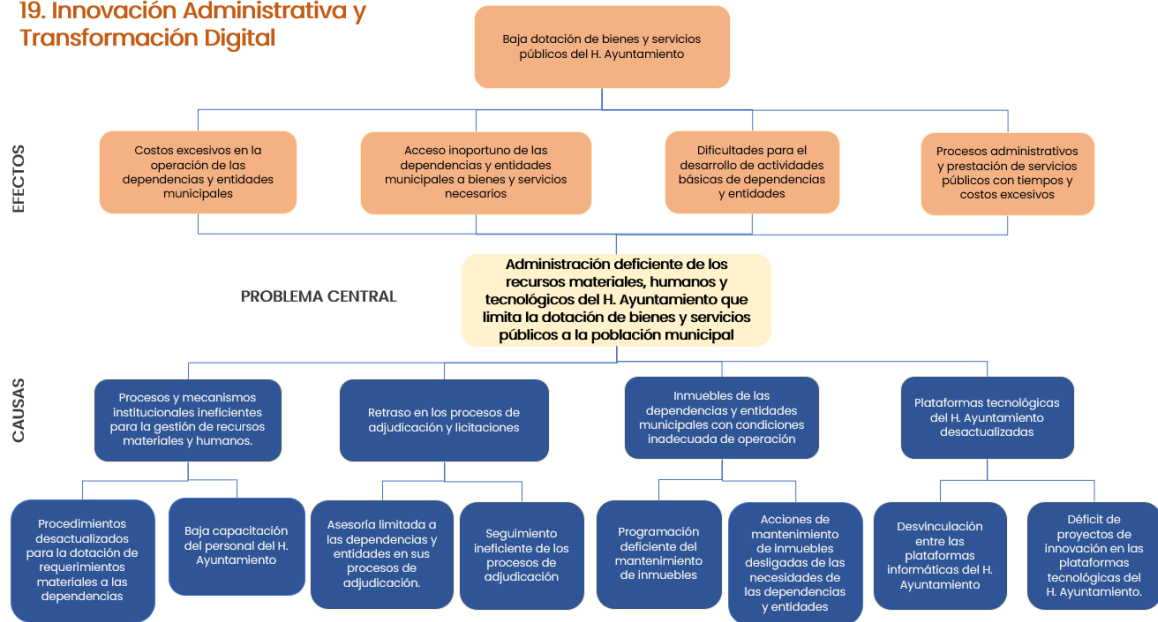 19. Innovación Administrativa y
Transformación Digital
Baja dotación de bienes y servicios
públicos del H. Ayuntamiento
EFECTOS
Costos excesivos en la
operación de las
dependencias y entidades
municipales
Acceso inoportuno de las
dependencias y entidades
municipales a bienes y servicios
necesarios
Dificultades para el
desarrollo de actividades
básicas de dependencias
y entidades
Procesos administrativos
y prestación de servicios
públicos con tiempos y
costos excesivos
PROBLEMA CENTRAL
Administración deficiente de los
recursos materiales, humanos y
tecnológicos del H. Ayuntamiento que
limita la dotación de bienes y servicios
públicos a la población municipal
CAUSAS
Procesos y mecanismos
institucionales ineficientes
para la gestión de recursos
materiales y humanos.
Retraso en los procesos de
adjudicación y licitaciones
Inmuebles de las
dependencias y entidades
municipales con condiciones
inadecuada de operación
Plataformas tecnológicas
del H. Ayuntamiento
desactualizadas
Procedimientos
desactualizados
para la dotación de
requerimientos
materiales a las
dependencias
Baja capacitación
del personal del H.
Ayuntamiento
Asesoría limitada a
las dependencias y
entidades en sus
procesos de
adjudicación.
Seguimiento
ineficiente de los
procesos de
adjudicación
Programación
deficiente del
mantenimiento
de inmuebles
Acciones de
mantenimiento
de inmuebles
desligadas de las
necesidades de
las dependencias
y entidades
Desvinculación
entre las
plataformas
informáticas del H.
Ayuntamiento
Déficit de
proyectos de
innovación en las
plataformas
tecnológicas del
H. Ayuntamiento.